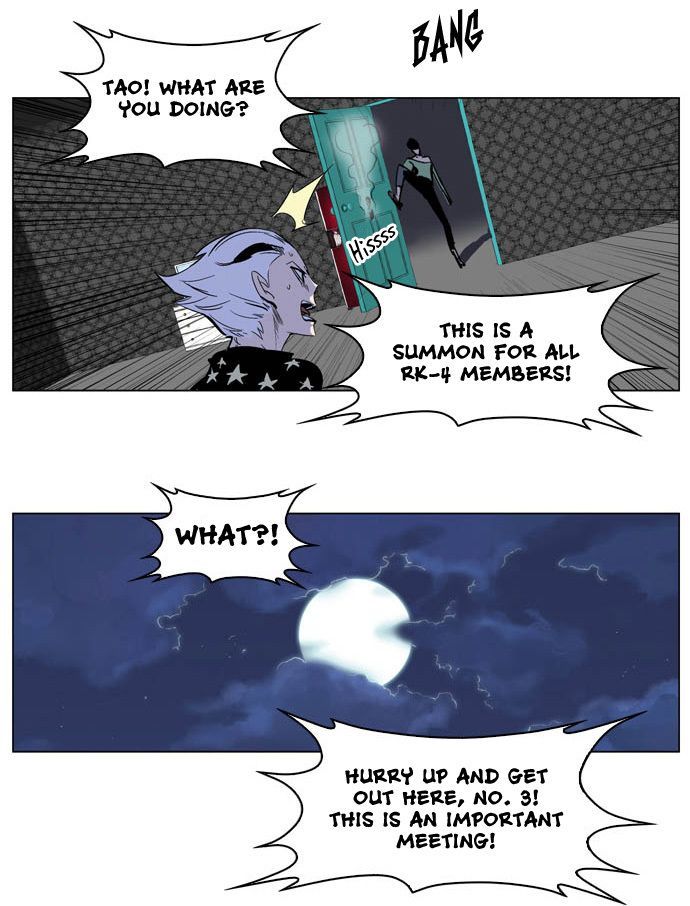 BANG
TAO! WHAT ARE
YOU DOING?
Hissss
THIS IS A
SUMMON FOR ALL
RK-4 MEMBERS!
WHAT?!
HURRY UP AND GET
OUT HERE, NO. 3!
THIS IS AN IMPORTANT
MEETING!